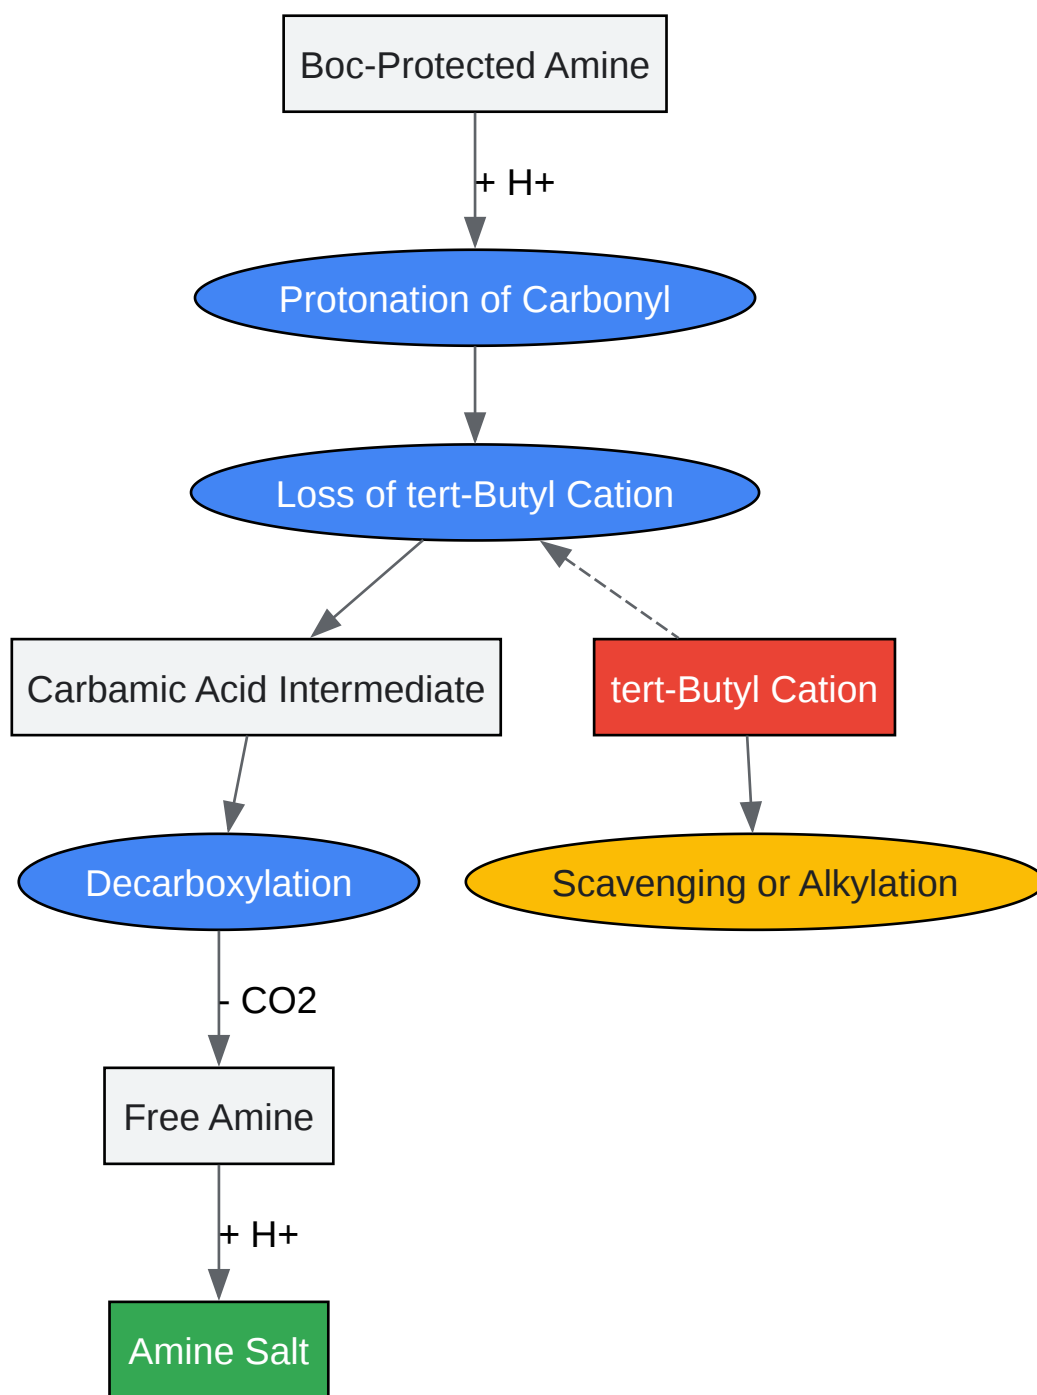 Boc-Protected Amine
+ H+
Protonation of Carbonyl
Loss of tert-Butyl Cation
Carbamic Acid Intermediate
tert-Butyl Cation
Decarboxylation
Scavenging or Alkylation
- CO2
Free Amine
+ H+
Amine Salt